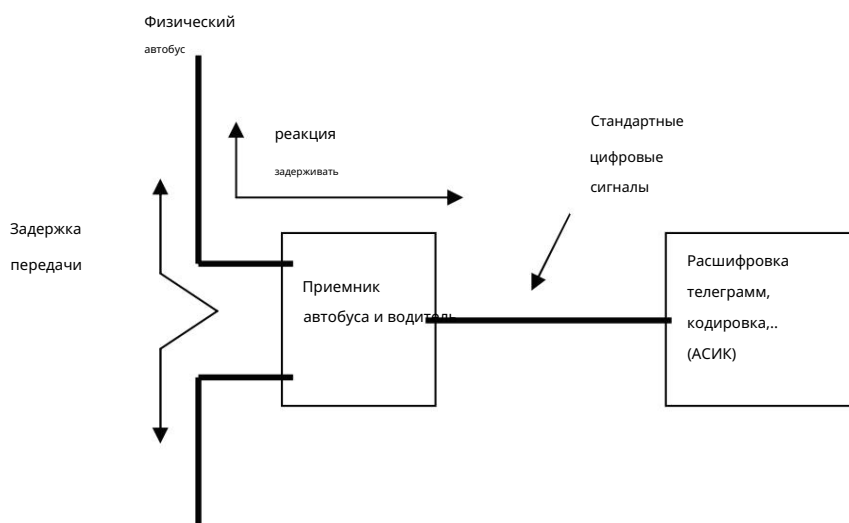 Физический
автобус
реакция
задерживать
Стандартные
цифровые
сигналы
Задержка
передачи
Приемник
автобуса и водитель
Расшифровка
телеграмм,
кодировка,..
(АСИК)